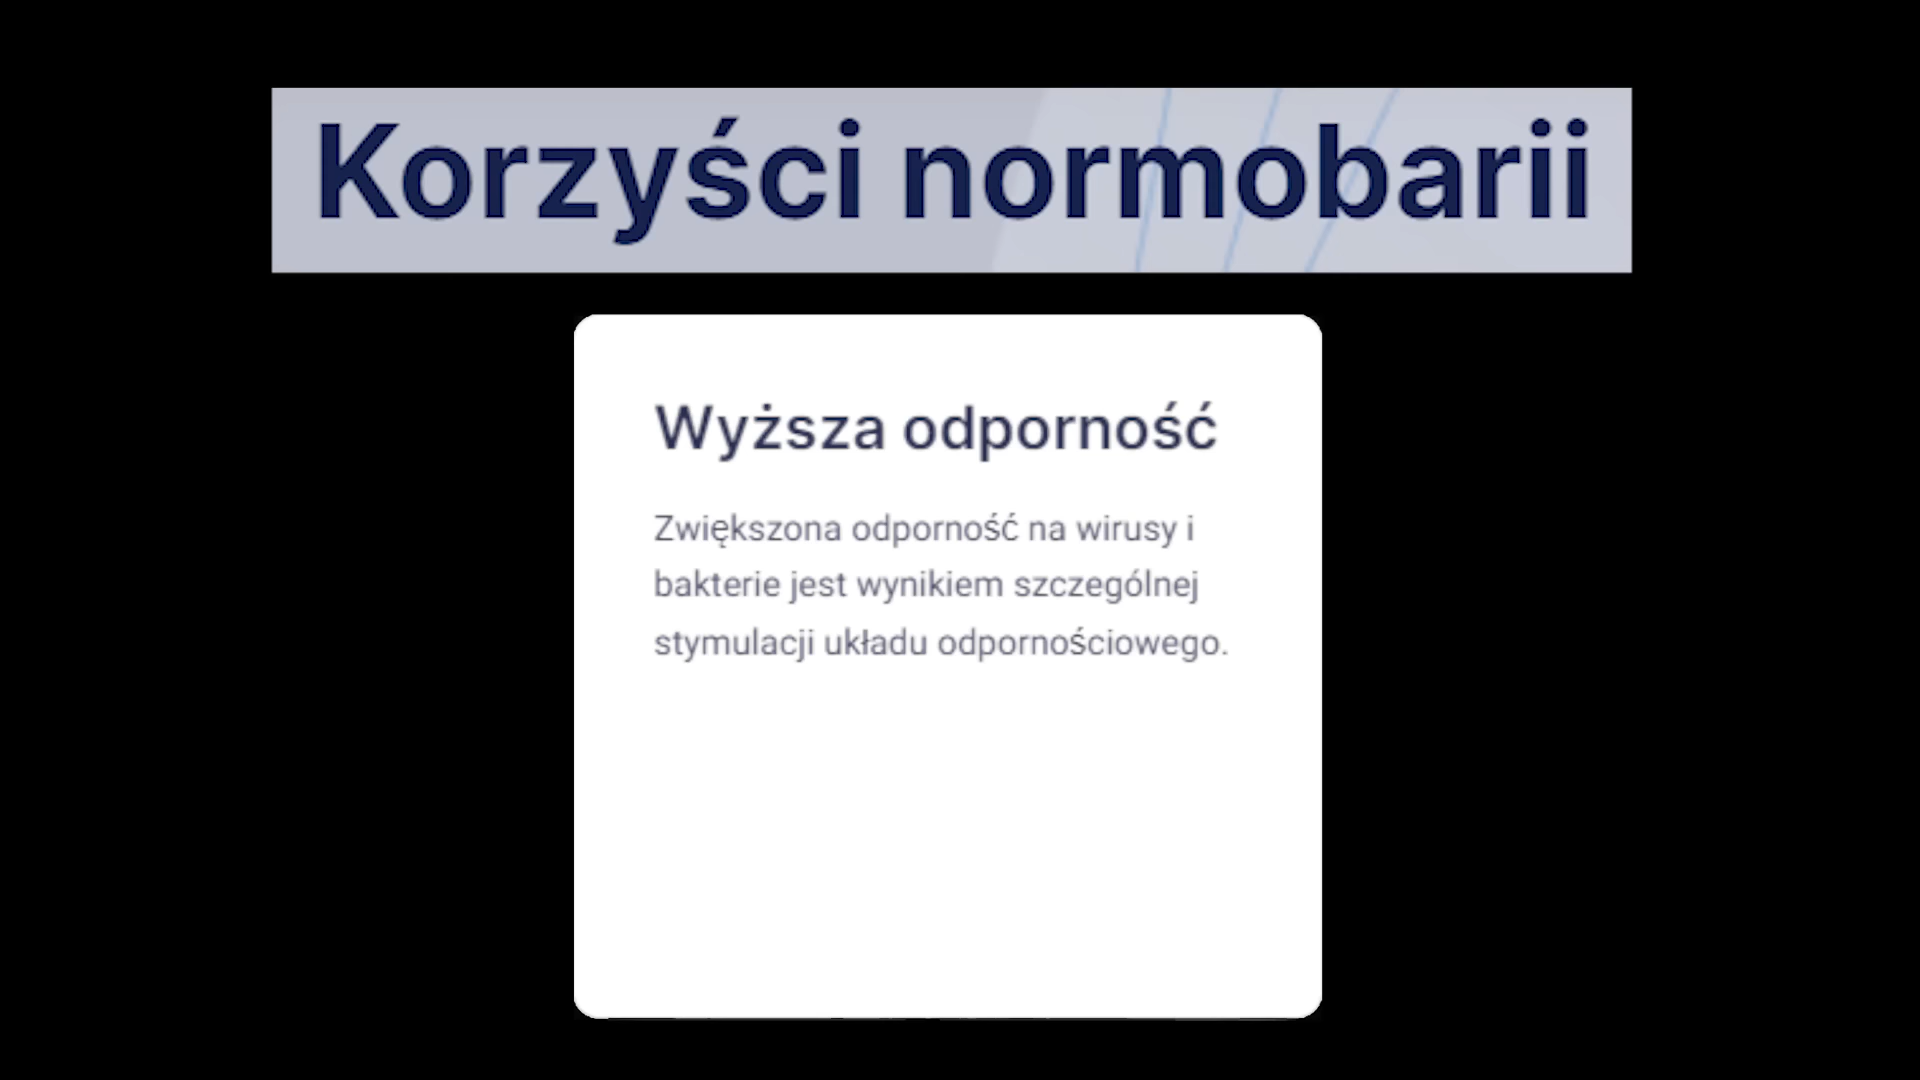 Korzyści normobarii
Wyższa odporność
Zwiększona odporność na wirusy i
bakterie jest wynikiem szczególnej
stymulacji układu odpornościowego.